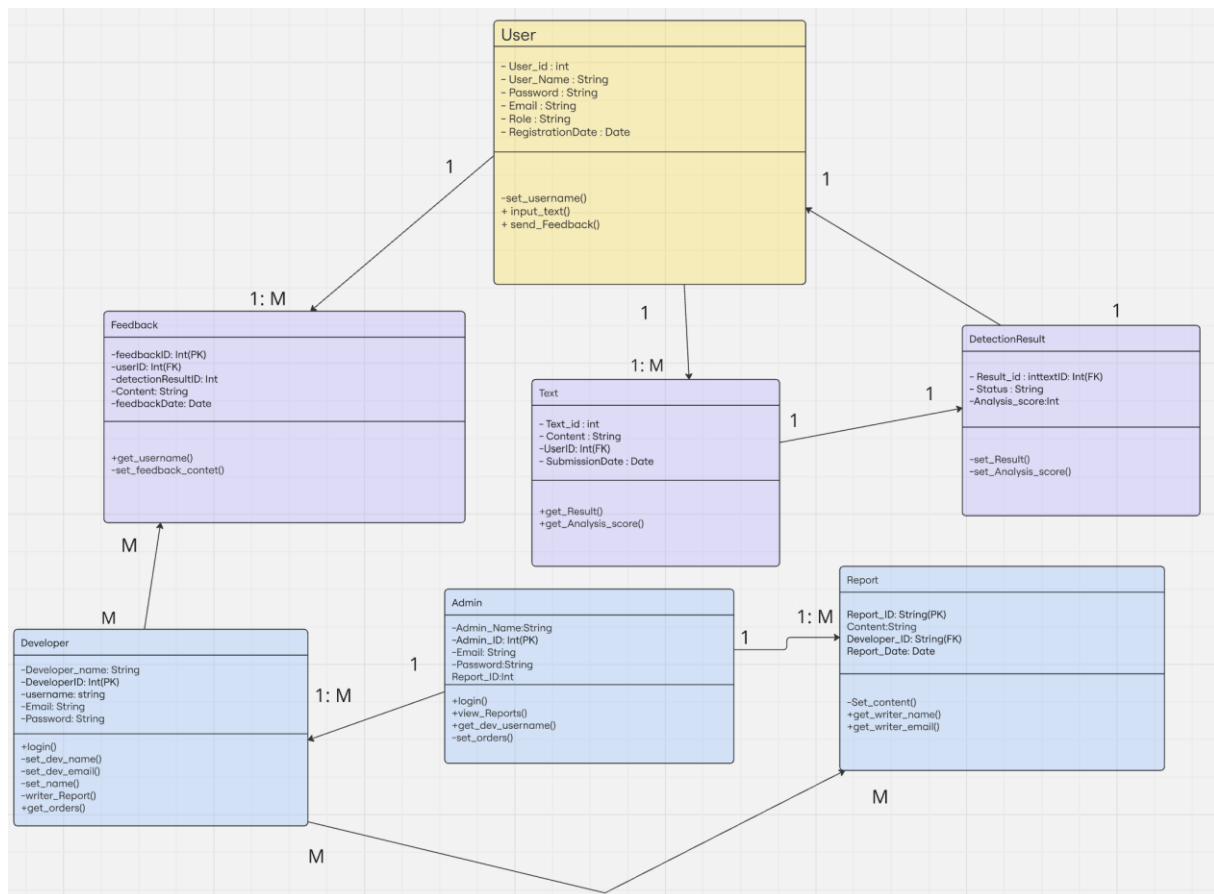 User
- User_id : int
- User_Name : String
- Password : String
- Email : String
- Role : String
- RegistrationDate : Date
-set_username()
+ input_text()
+ send_Feedback()
1
1
1: M
1
1: M
1
Feedback
-feedbackID: Int(PK)
-userID: Int(FK)
-detectionResultID: Int
-Content: String
-feedbackDate: Date
+get_username()
-set_feedback_contet()
Text
- Text_id : int
- Content : String
-UserID: Int(FK)
- SubmissionDate : Date
+get_Result()
+get_Analysis_score()
1
1
DetectionResult
- Result_id : inttextID: Int(FK)
- Status : String
-Analysis_score:Int
-set_Result()
-set_Analysis_score()
M
M
Developer
-Developer_name: String
-DeveloperID: Int(PK)
-username: string
-Email: String
-Password: String
+login()
-set_dev_name()
-set_dev_email()
-set_name()
-writer_Report()
+get_orders()
1: M
1
Admin
-Admin_Name:String
-Admin_ID: Int(PK)
-Email: String
-Password:String
Report_ID:Int
+login()
+view_Reports()
+get_dev_username()
-set_orders()
1
1: M
Report
Report_ID: String(PK)
Content:String
Developer_ID: String(FK)
Report_Date: Date
-Set_content()
+get_writer_name()
+get_writer_email()
M
M